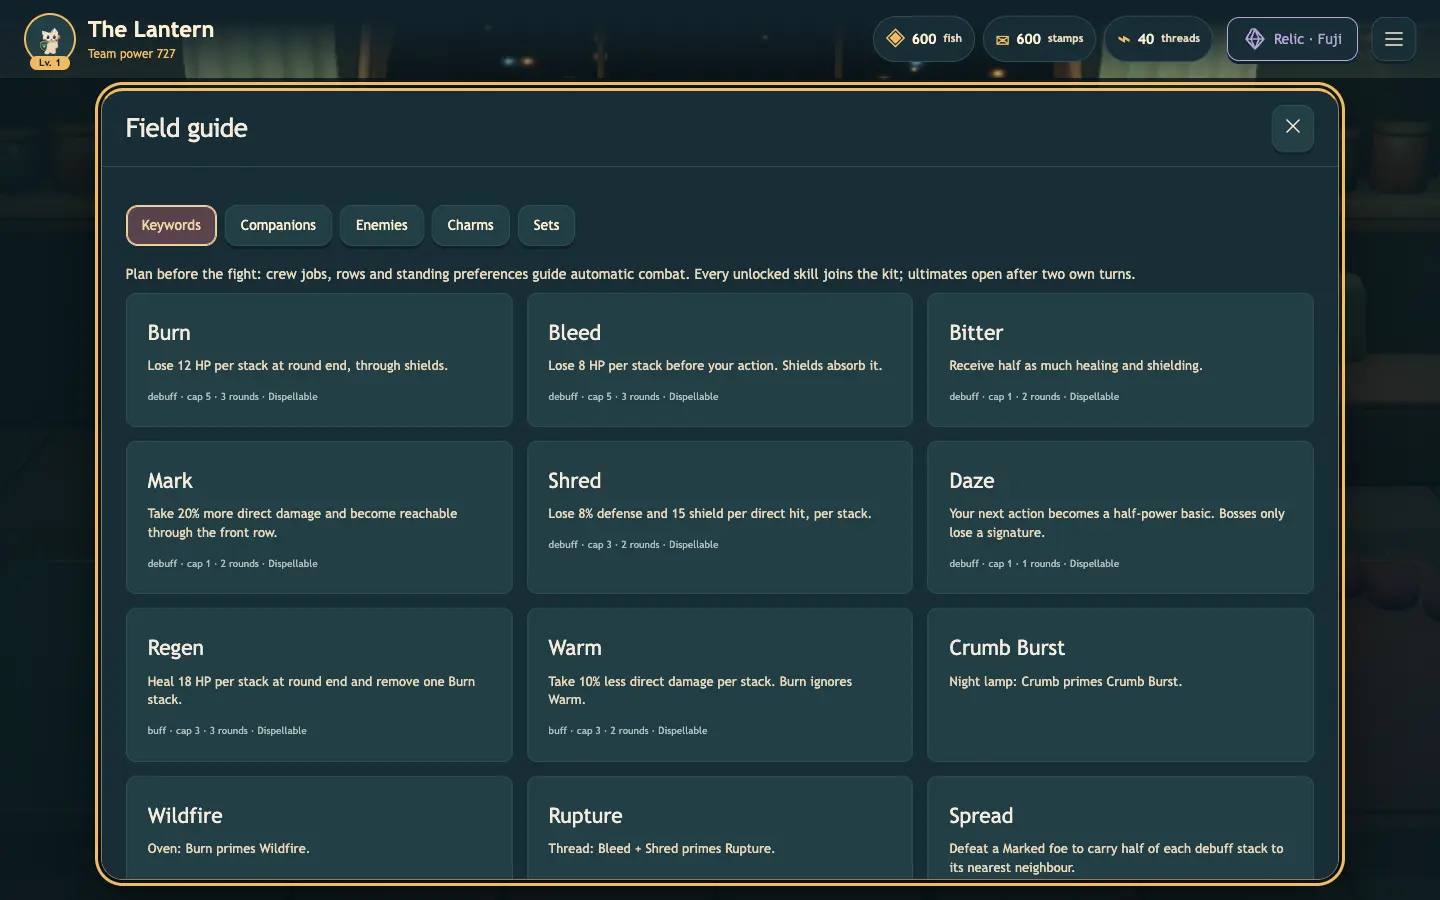 The Lantern
Team power 727
Lv. 1
600 fish
600 stamps
40 threads
Relic · Fuji
Field guide
Keywords
Companions
Enemies
Charms
Sets
Plan before the fight: crew jobs, rows and standing preferences guide automatic combat. Every unlocked skill joins the kit; ultimates open after two own turns.
Burn
Lose 12 HP per stack at round end, through shields.
debuff · cap 5 · 3 rounds · Dispellable
Bleed
Lose 8 HP per stack before your action. Shields absorb it.
debuff · cap 5 · 3 rounds · Dispellable
Bitter
Receive half as much healing and shielding.
debuff · cap 1 · 2 rounds · Dispellable
Mark
Take 20% more direct damage and become reachable
through the front row.
debuff · cap 1 · 2 rounds · Dispellable
Shred
Lose 8% defense and 15 shield per direct hit, per stack.
debuff · cap 3 · 2 rounds · Dispellable
Daze
Your next action becomes a half-power basic. Bosses only
lose a signature.
debuff · cap 1 · 1 rounds · Dispellable
Regen
Heal 18 HP per stack at round end and remove one Burn
stack.
buff · cap 3 · 3 rounds · Dispellable
Warm
Take 10% less direct damage per stack. Burn ignores
Warm.
buff · cap 3 · 2 rounds · Dispellable
Crumb Burst
Night lamp: Crumb primes Crumb Burst.
Wildfire
Oven: Burn primes Wildfire.
Rupture
Thread: Bleed + Shred primes Rupture.
Spread
Defeat a Marked foe to carry half of each debuff stack to
its nearest neighbour.